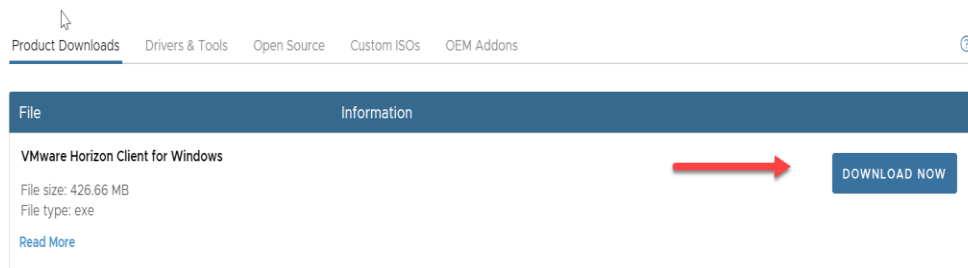 Product Downloads Drivers & Tools Open Source Custom ISOs OEM Addons
File Information
VMware Horizon Client for Windows
DOWNLOAD NOW
File size: 426.66 MB
File type: exe
Read More